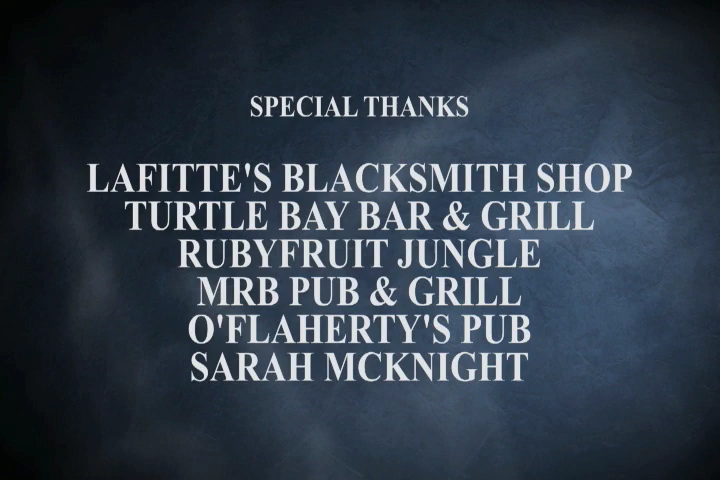 SPECIAL THANKS
LAFITTE'S BLACKSMITH SHOP
TURTLE BAY BAR & GRILL
RUBYFRUIT JUNGLE
MRB PUB & GRILL
O'FLAHERTY'S PUB
SARAH MCKNIGHT